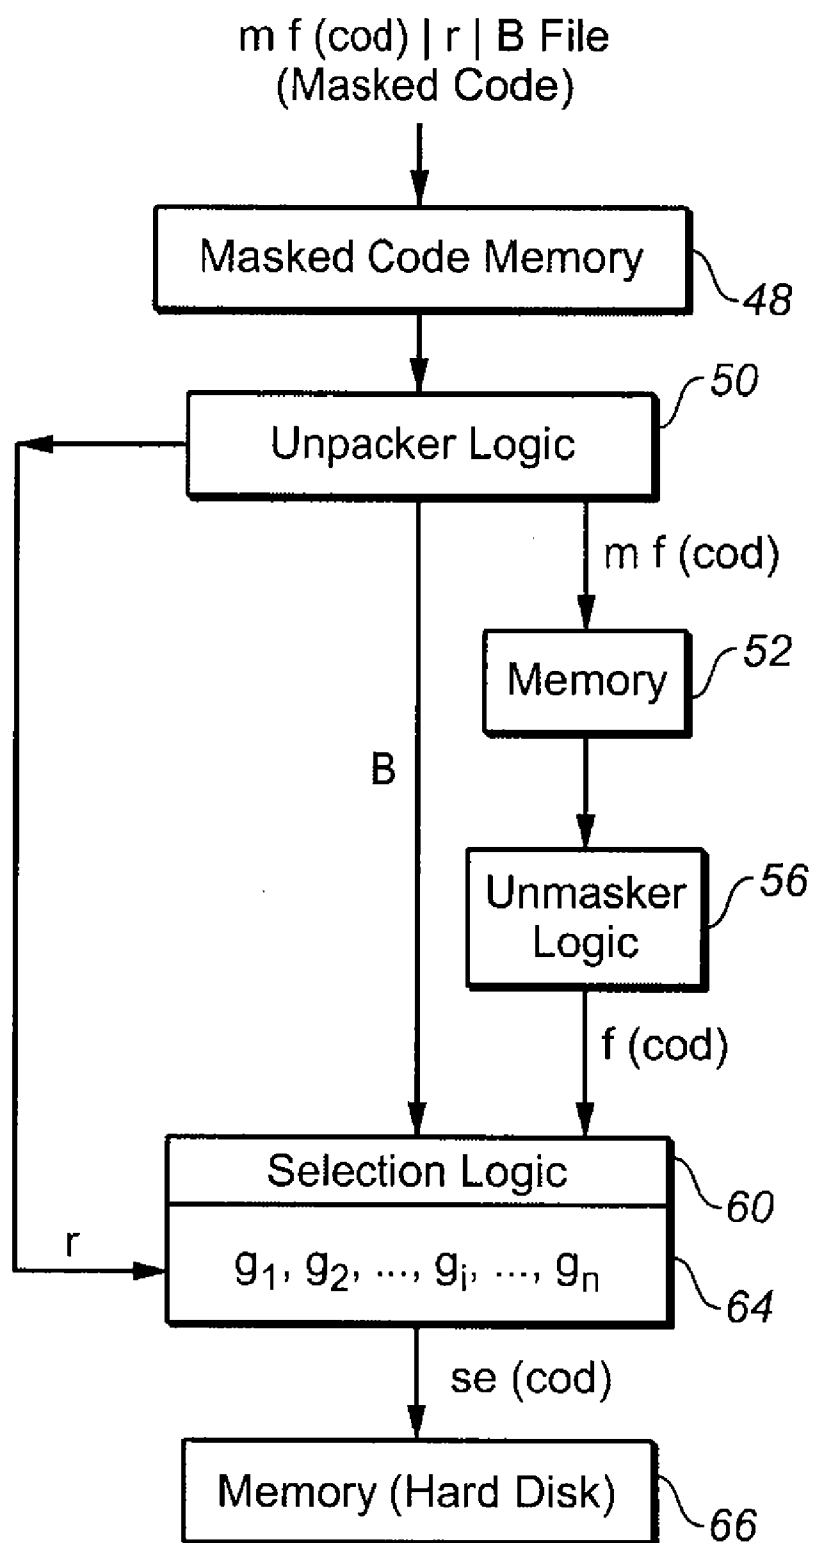 m f (cod) | r | B File
(Masked Code)
Masked Code Memory
48
50
Unpacker Logic
m f (cod)
52
Memory
B
56
Unmasker
Logic
f (cod)
Selection Logic
60
r
g1, g2, ..., gi, ..., gn
64
se (cod)
Memory (Hard Disk)
66